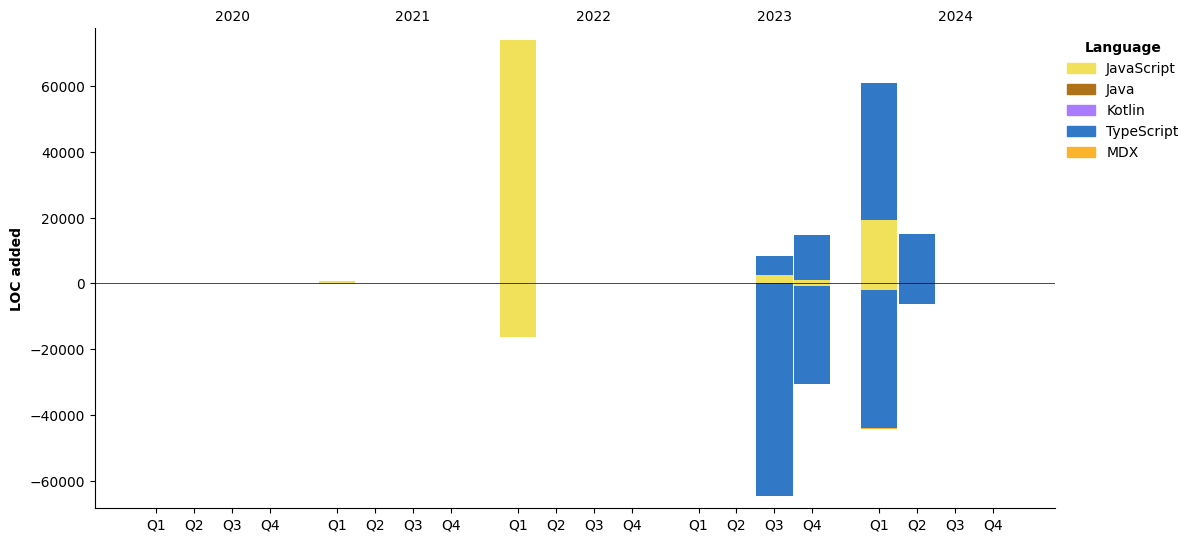 2020 2021 2022 2023 2024
Language
JavaScript
Java
Kotlin
TypeScript
MDX
LOC added
60000
40000
20000
0
−20000
−40000
−60000
Q1 Q2 Q3 Q4 Q1 Q2 Q3 Q4 Q1 Q2 Q3 Q4 Q1 Q2 Q3 Q4 Q1 Q2 Q3 Q4